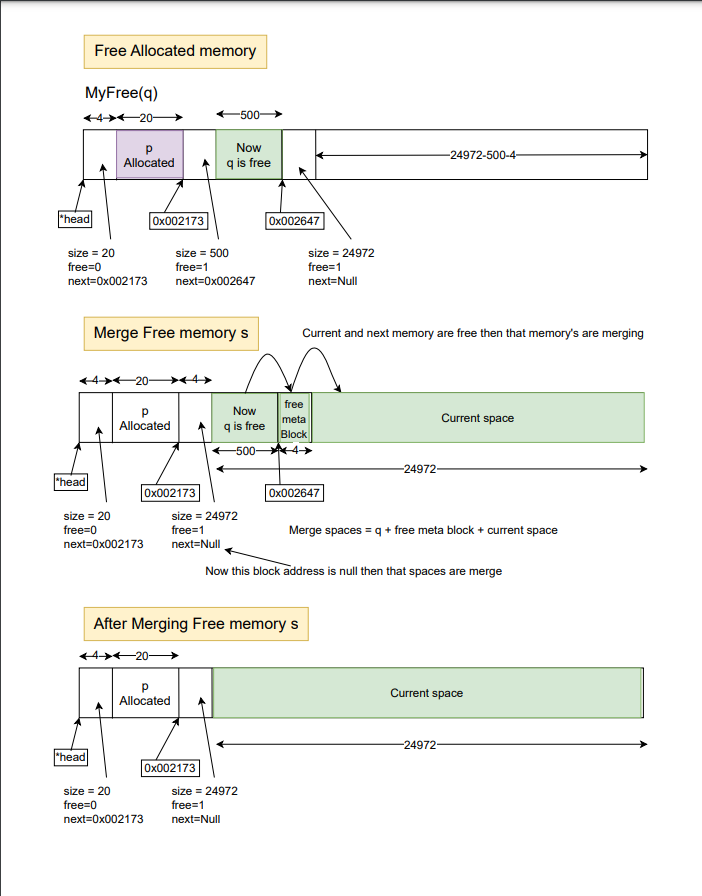 Free Allocated memory
MyFree(q)
4
20
500
p
Allocated
Now
q is free
24972-500-4
*head
0x002173
0x002647
size = 20
free=0
next=0x002173
size = 500
free=1
next=0x002647
size = 24972
free=1
next=Null
Merge Free memory s
Current and next memory are free then that memory's are merging
4
20
4
p
Allocated
Now
q is free
free
meta
Block
Current space
500
4
24972
*head
0x002173
0x002647
size = 20
free=0
next=0x002173
size = 24972
free=1
next=Null
Merge spaces = q + free meta block + current space
Now this block address is null then that spaces are merge
After Merging Free memory s
4
20
p
Allocated
Current space
24972
*head
0x002173
size = 20
free=0
next=0x002173
size = 24972
free=1
next=Null